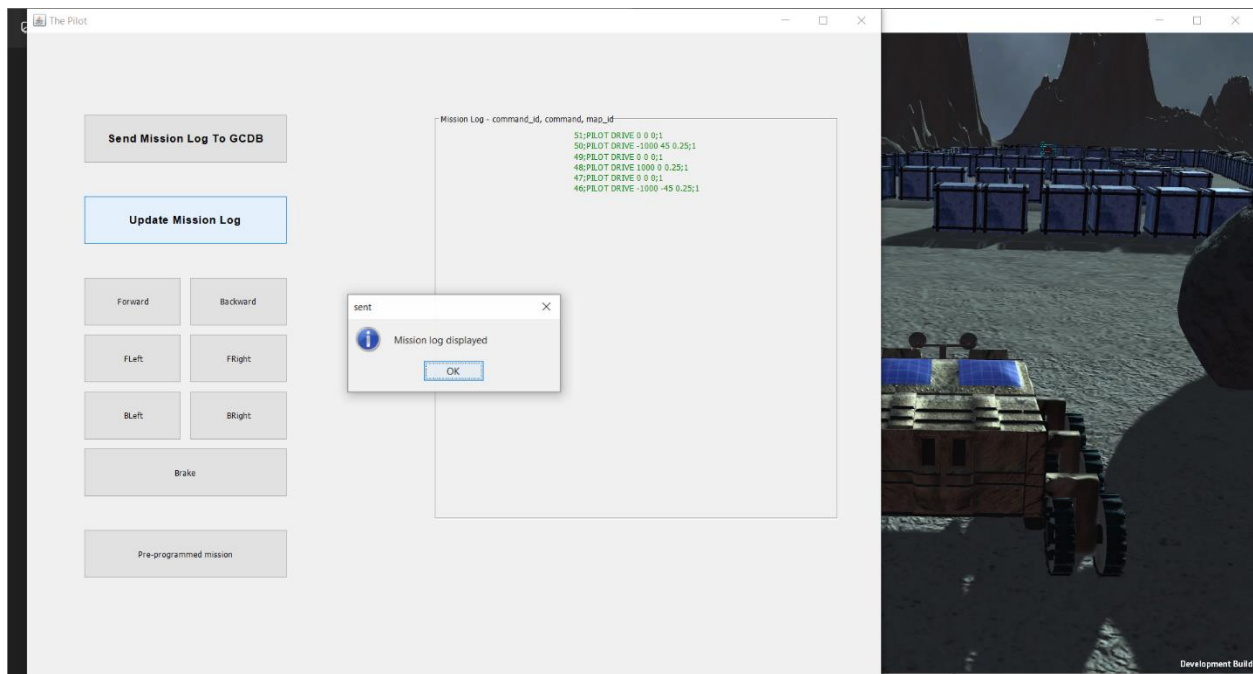 The Pilot
Send Mission Log To GCDB
Update Mission Log
Forward
Backward
FLeft
FRight
BLeft
BRight
Brake
Pre-programmed mission
Mission Log - command_id, command, map_id
51;PILOT DRIVE 0 0 0;1
50;PILOT DRIVE -1000 45 0.25;1
49;PILOT DRIVE 0 0 0;1
48;PILOT DRIVE 1000 0 0.25;1
47;PILOT DRIVE 0 0 0;1
46;PILOT DRIVE -1000 -45 0.25;1
sent
Mission log displayed
OK
Development Build